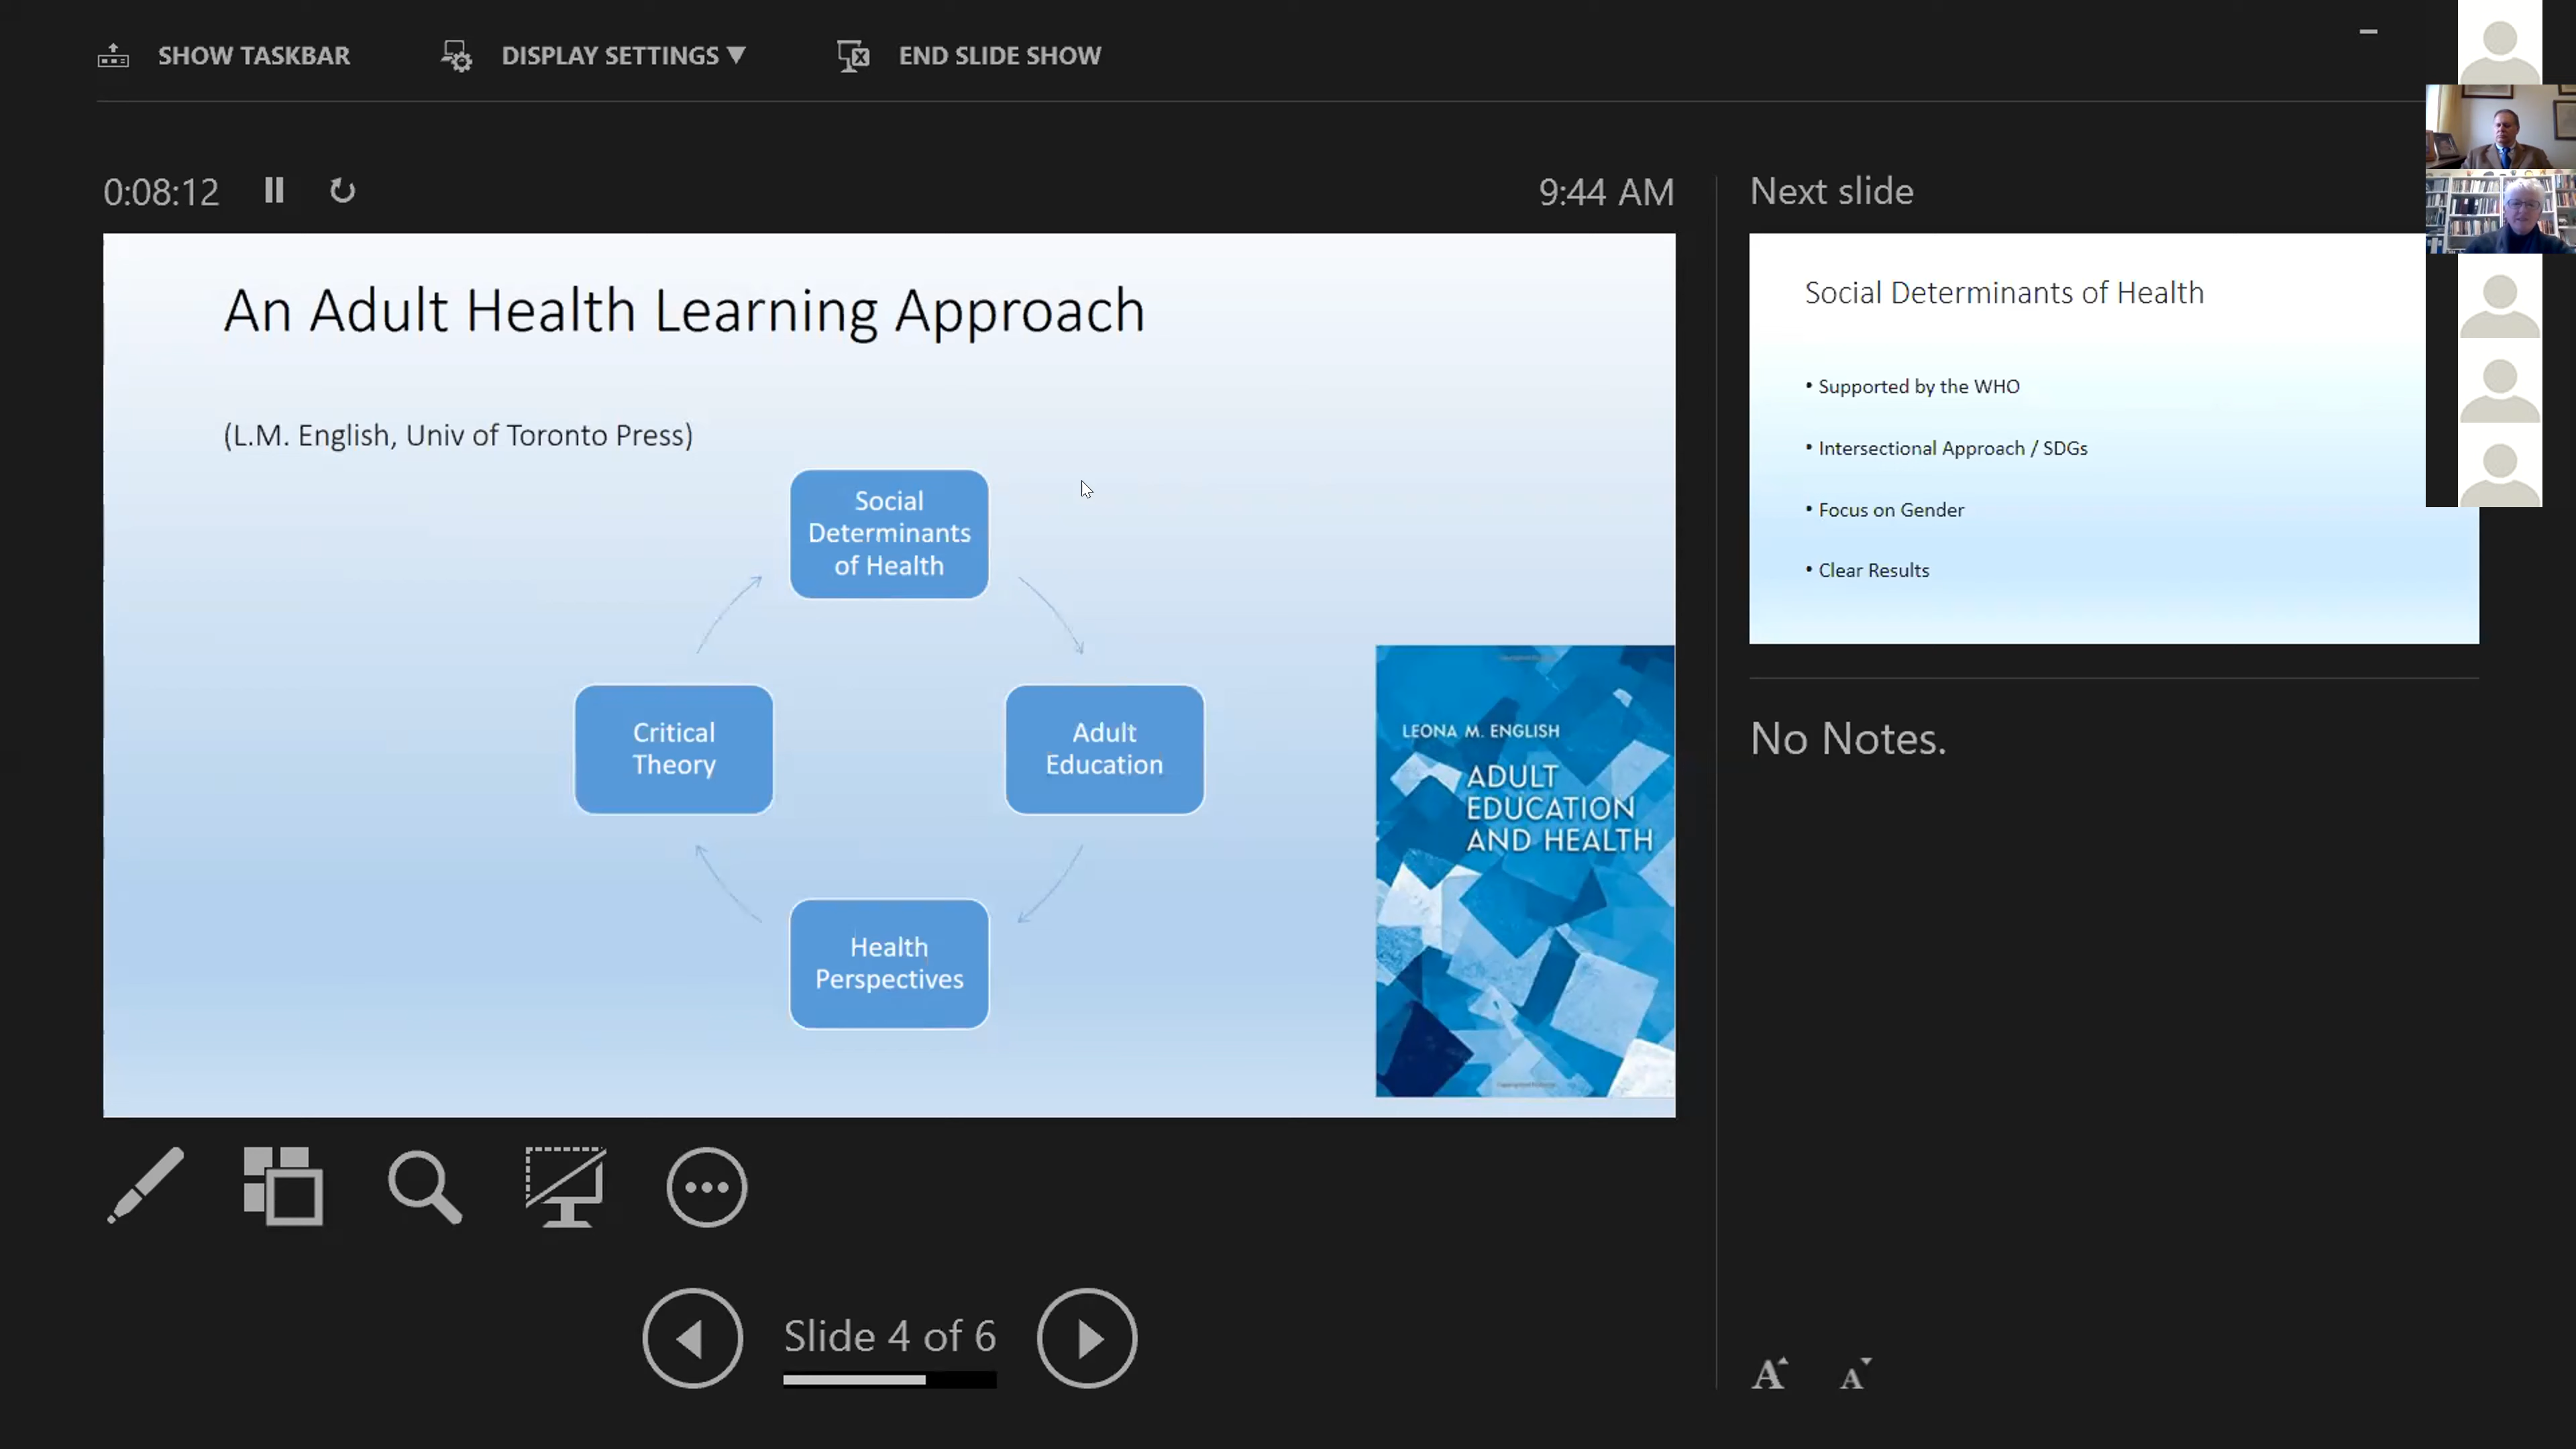 SHOW TASKBAR
DISPLAY SETTINGS ▼
END SLIDE SHOW
0:08:12
9:44 AM
An Adult Health Learning Approach
(L.M. English, Univ of Toronto Press)
Social
Determinants
of Health
Critical
Theory
Adult
Education
Health
Perspectives
LEONA M. ENGLISH
ADULT
EDUCATION
AND HEALTH
Next slide
Social Determinants of Health
• Supported by the WHO
• Intersectional Approach / SDGs
• Focus on Gender
• Clear Results
No Notes.
Slide 4 of 6
A A